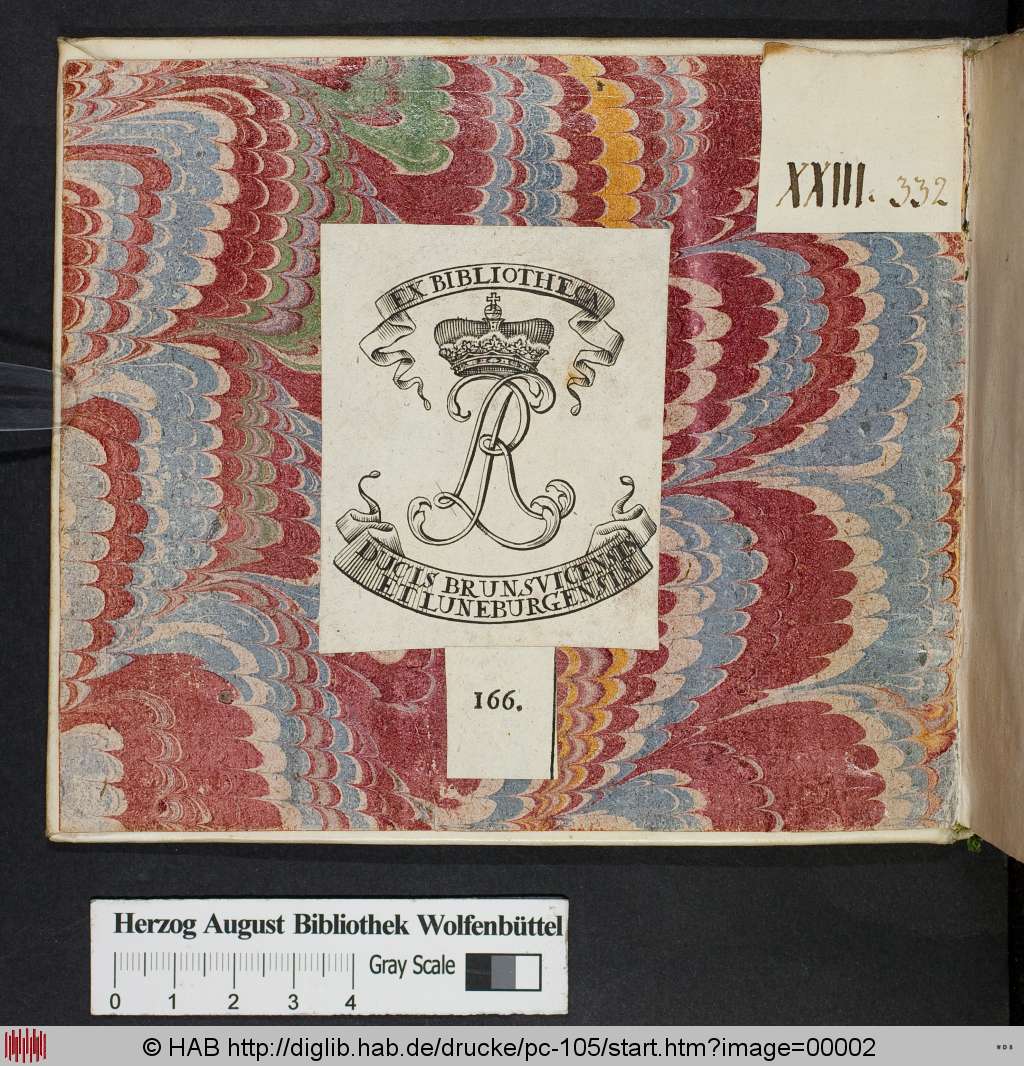 XXIII. 332
EX BIBLIOTHECA
DUCIS BRUNSVICENSIS
ET LUNEBURGENSIS
166.
Herzog August Bibliothek Wolfenbüttel
Gray Scale
0 1 2 3 4
© HAB http://diglib.hab.de/drucke/pc-105/start.htm?image=00002
WDB